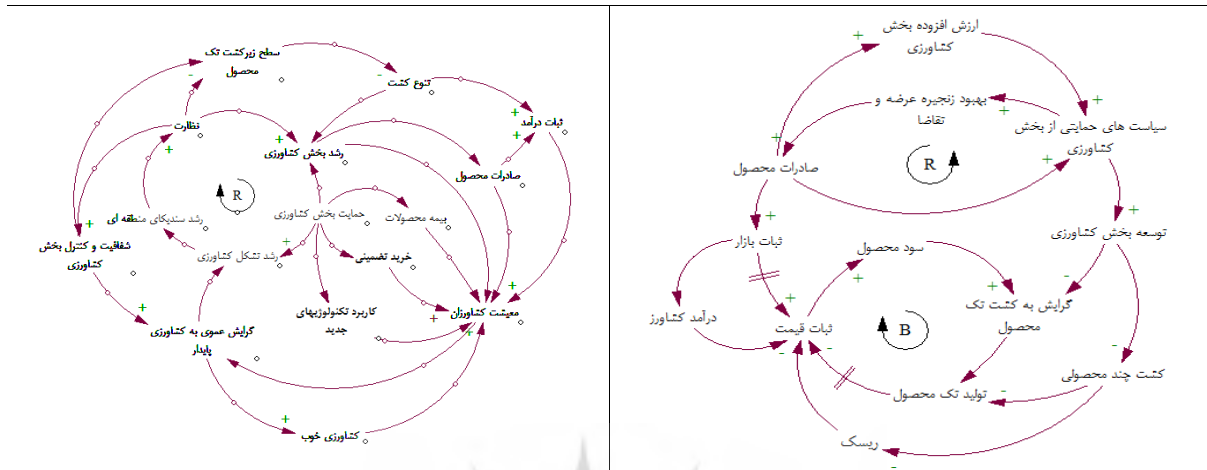 ارزش افزوده بخش
کشاورزی
بهبود زنجیره عرضه و
تقاضا
سیاست های حمایتی از بخش
کشاورزی
صادرات محصول
R
توسعه بخش کشاورزی
ثبات بازار
سود محصول
گرایش به کشت تک
محصول
درآمد کشاورز
ثبات قیمت
B
کشت چند محصولی
تولید تک محصول
ریسک
سطح زیرکشت تک
محصول
تنوع کشت
ثبات درآمد
نظارت
رشد بخش کشاورزی
صادرات محصول
R
حمایت بخش کشاورزی
بیمه محصولات
رشد سندیکای منطقه ای
شفافیت و کنترل بخش
کشاورزی
رشد تشکل کشاورزی
خرید تضمینی
معیشت کشاورزان
کاربرد تکنولوژیهای
جدید
گرایش عموی به کشاورزی
پایدار
کشاورزی خوب